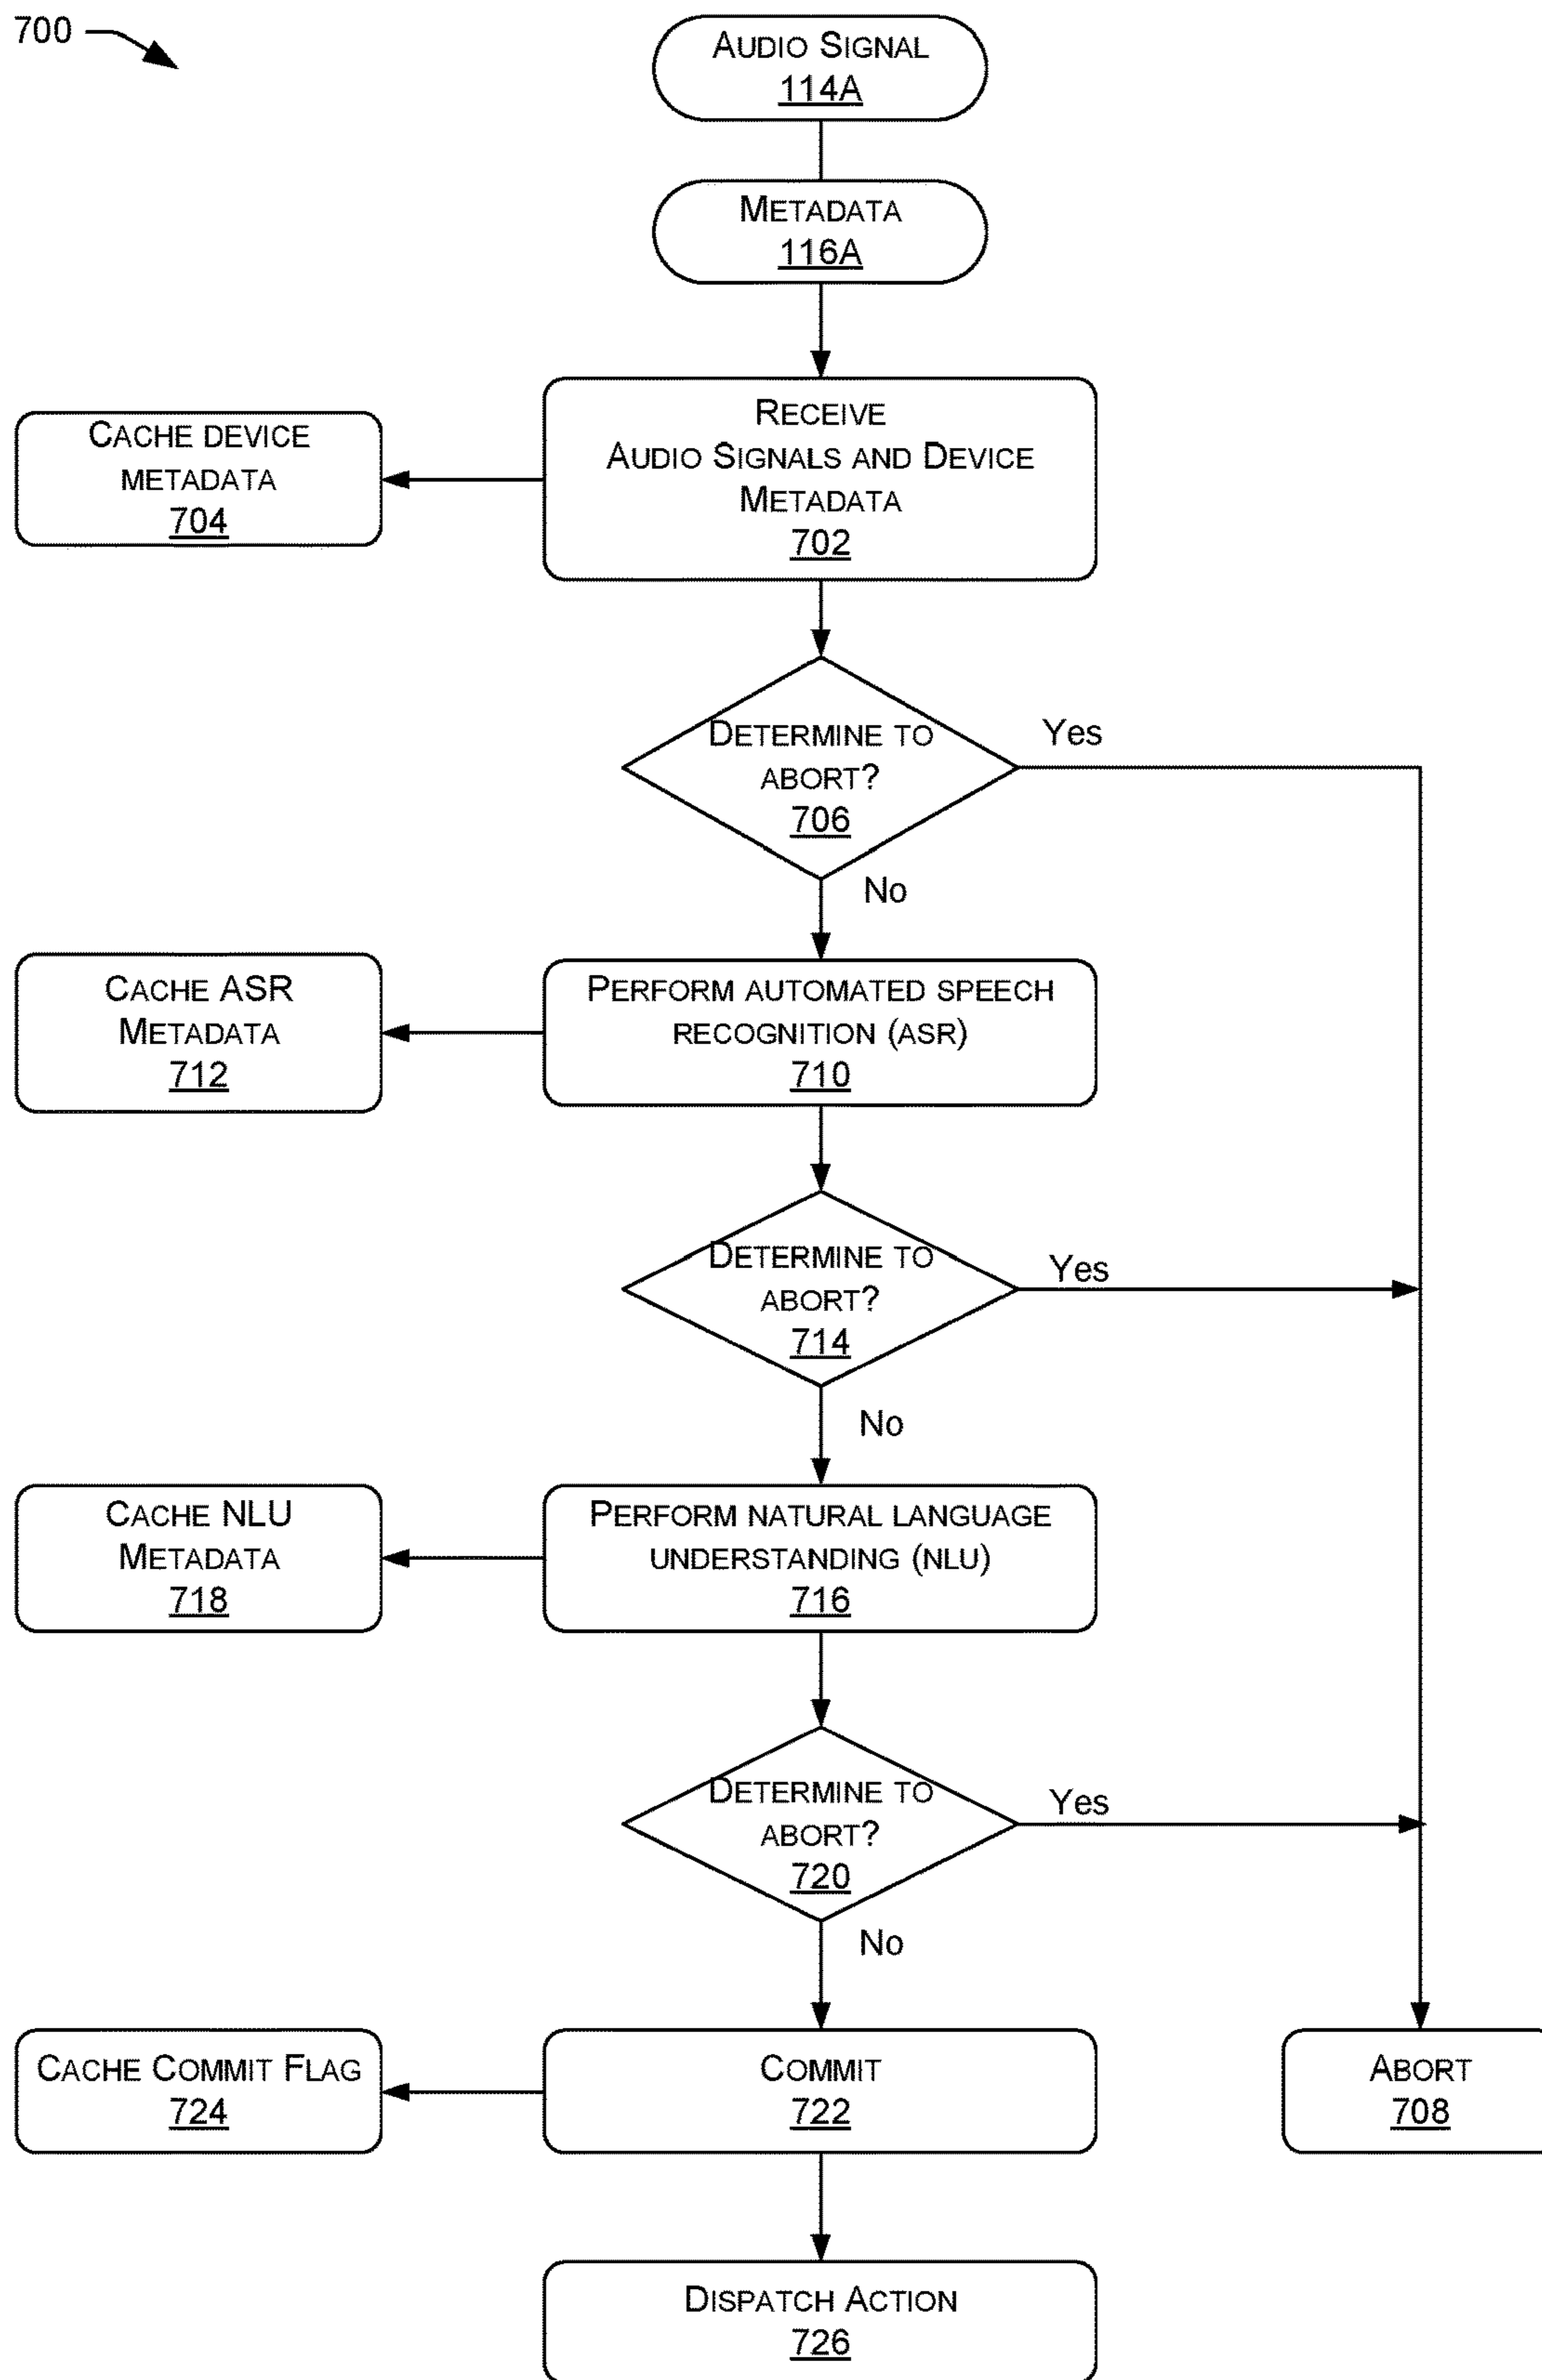 700
AUDIO SIGNAL
114A
METADATA
116A
RECEIVE
AUDIO SIGNALS AND DEVICE
METADATA
702
CACHE DEVICE
METADATA
704
DETERMINE TO
ABORT?
706
Yes
No
PERFORM AUTOMATED SPEECH
RECOGNITION (ASR)
710
CACHE ASR
METADATA
712
DETERMINE TO
ABORT?
714
Yes
No
PERFORM NATURAL LANGUAGE
UNDERSTANDING (NLU)
716
CACHE NLU
METADATA
718
DETERMINE TO
ABORT?
720
Yes
No
COMMIT
722
CACHE COMMIT FLAG
724
ABORT
708
DISPATCH ACTION
726